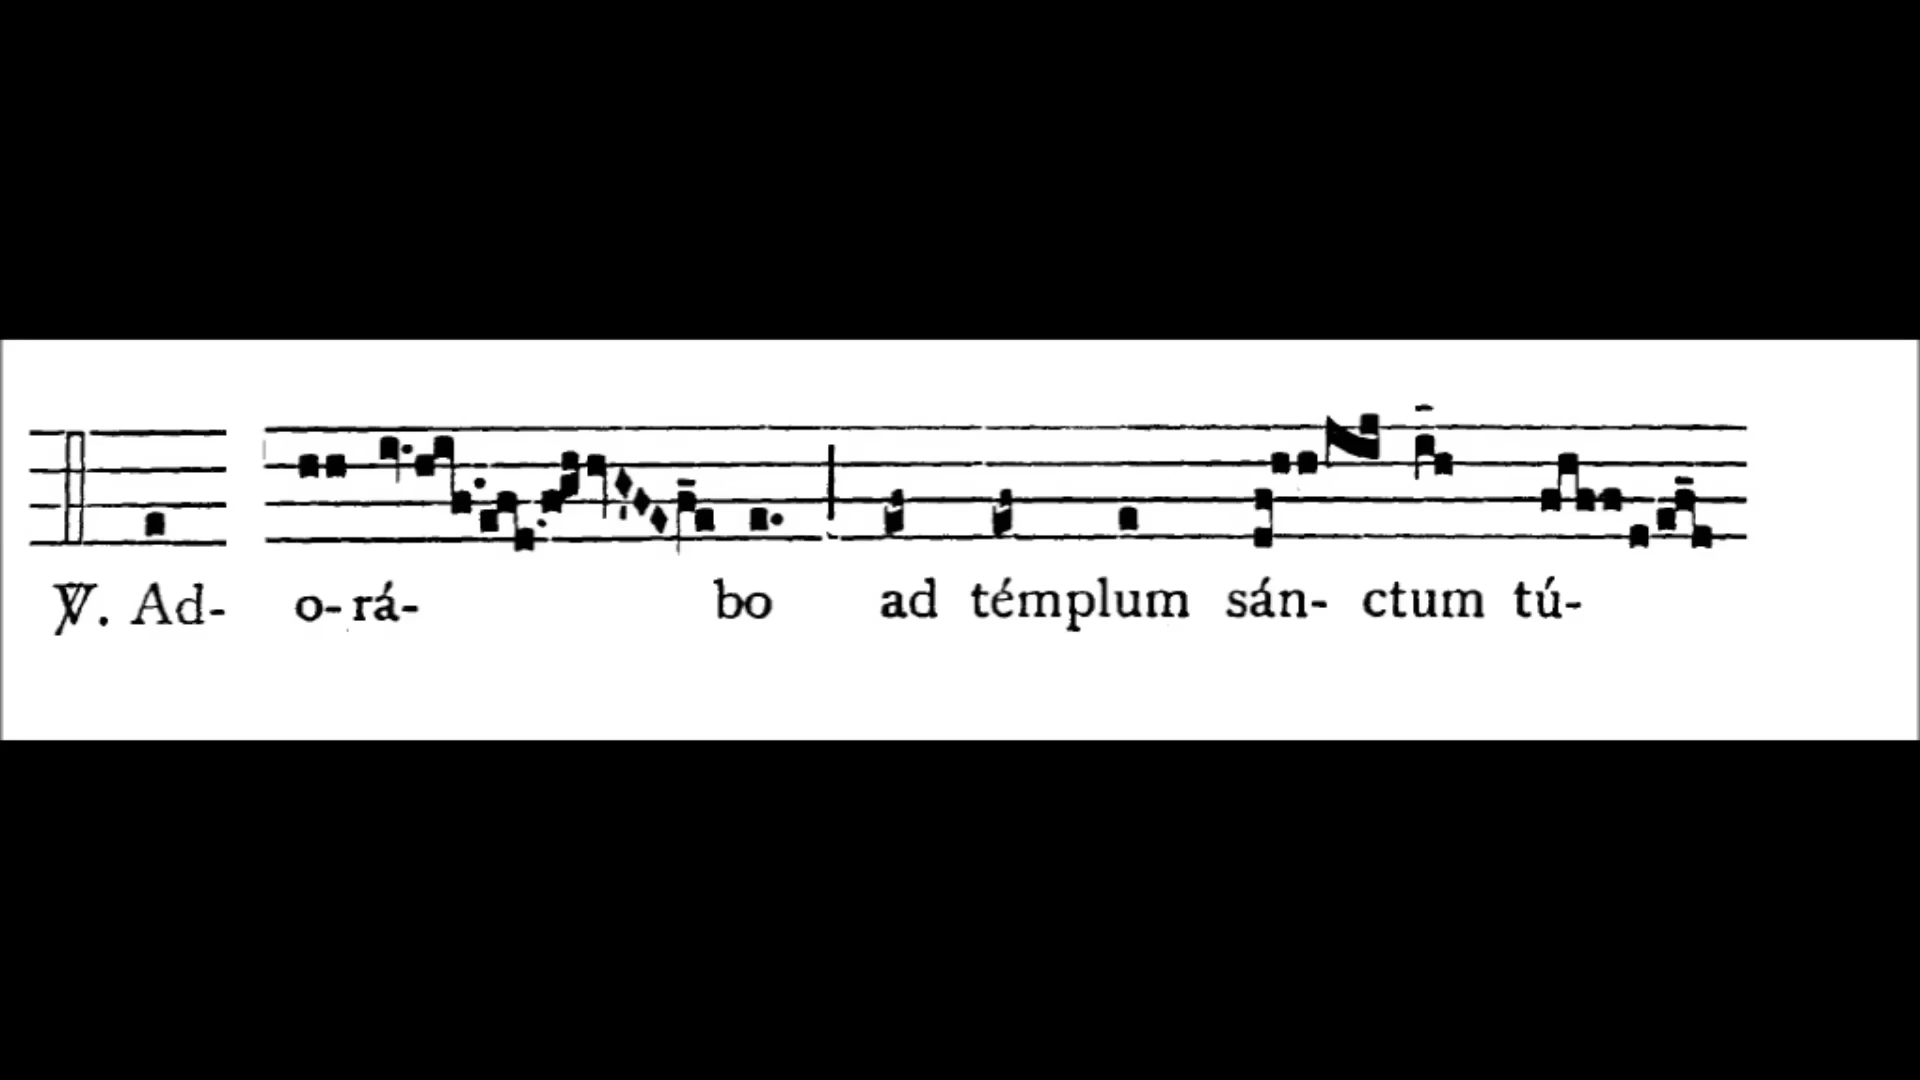 ℣. Ad- o- rá- bo ad témplum sán- ctum tú-